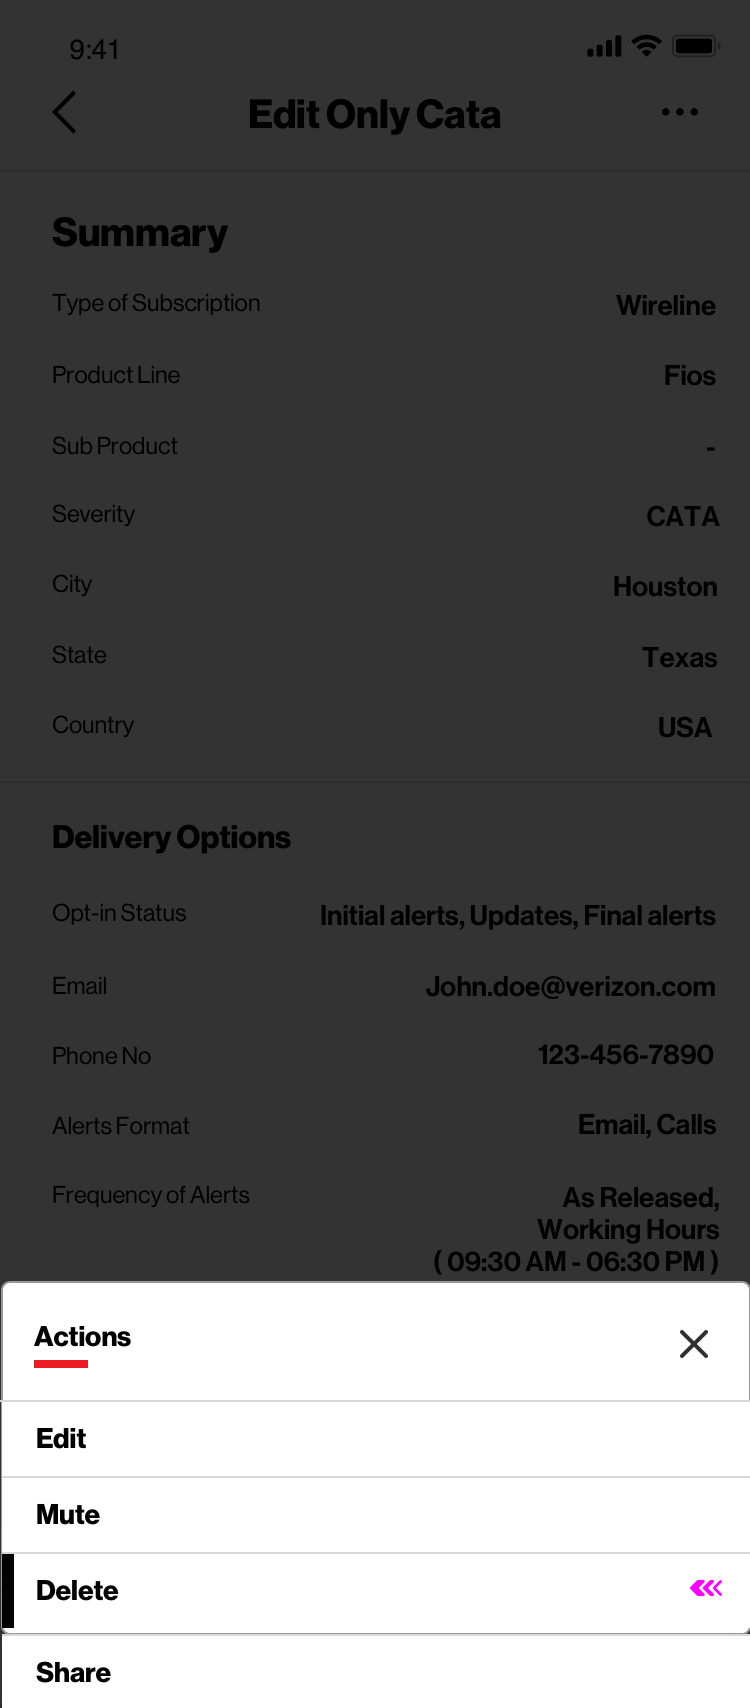 9:41
Edit Only Cata
Summary
Type of Subscription Wireline
Product Line Fios
Sub Product -
Severity CATA
City Houston
State Texas
Country USA
Delivery Options
Opt-in Status Initial alerts, Updates, Final alerts
Email John.doe@verizon.com
Phone No 123-456-7890
Alerts Format Email, Calls
Frequency of Alerts As Released,
Working Hours
( 09:30 AM - 06:30 PM )
Actions
Edit
Mute
Delete
Share